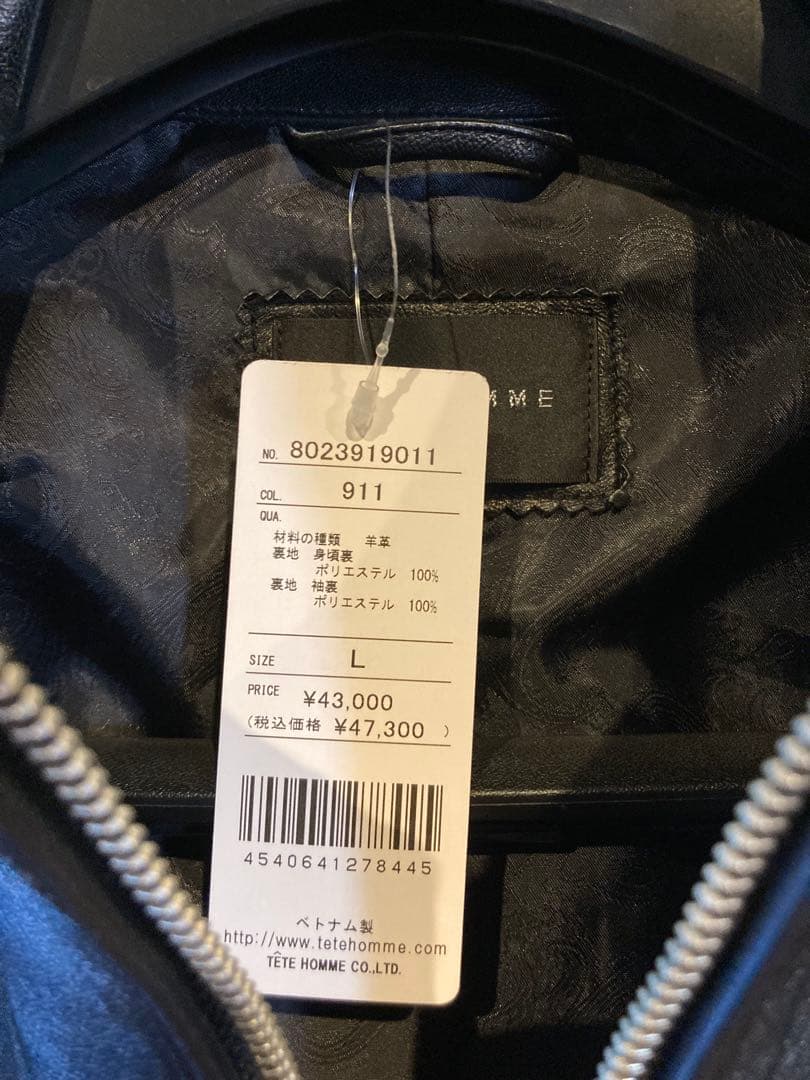 MME
NO. 8023919011
COL. 911
QUA.
材料の種類 羊革
裏地 身頃裏
ポリエステル 100%
裏地 袖裏
ポリエステル 100%
SIZE L
PRICE ¥43,000
(税込価格 ¥47,300 )
4540641278445
ベトナム製
http://www.tetehomme.com
TÊTE HOMME CO.,LTD.